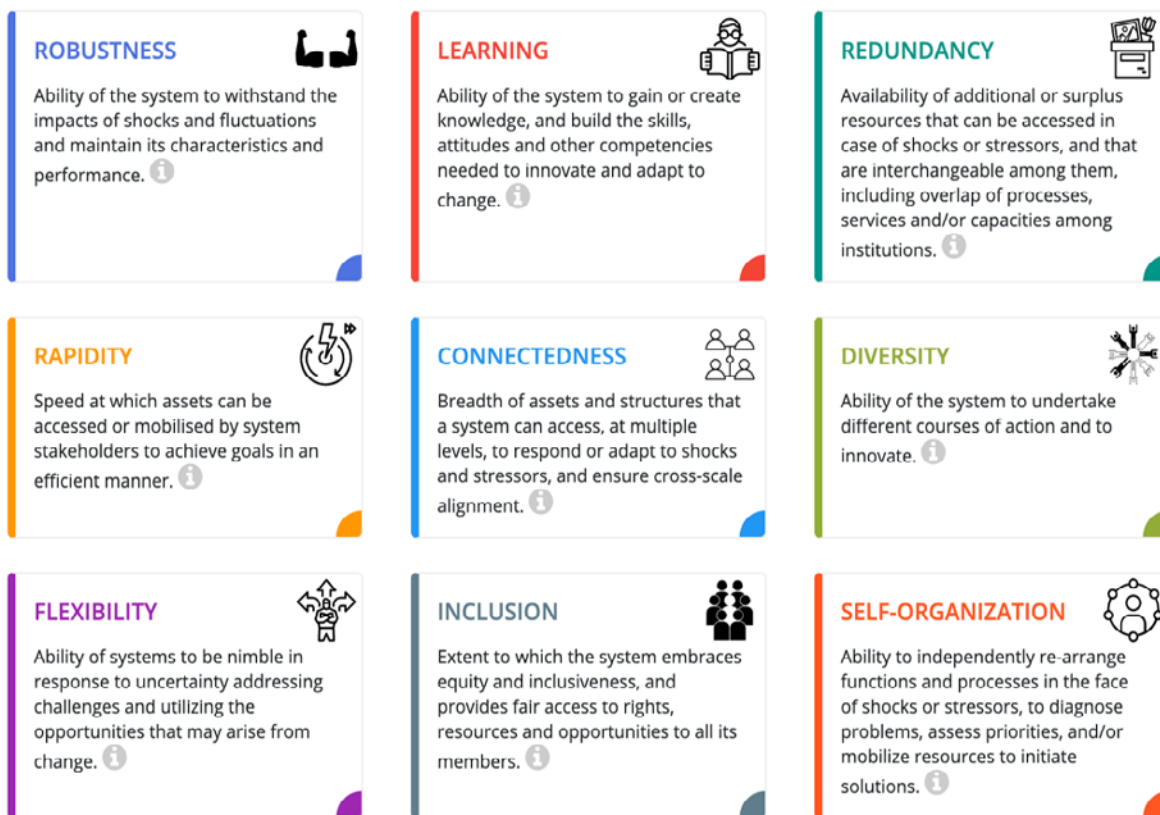 ROBUSTNESS
Ability of the system to withstand the
impacts of shocks and fluctuations
and maintain its characteristics and
performance.
LEARNING
Ability of the system to gain or create
knowledge, and build the skills,
attitudes and other competencies
needed to innovate and adapt to
change.
REDUNDANCY
Availability of additional or surplus
resources that can be accessed in
case of shocks or stressors, and that
are interchangeable among them,
including overlap of processes,
services and/or capacities among
institutions.
RAPIDITY
Speed at which assets can be
accessed or mobilised by system
stakeholders to achieve goals in an
efficient manner.
CONNECTEDNESS
Breadth of assets and structures that
a system can access, at multiple
levels, to respond or adapt to shocks
and stressors, and ensure cross-scale
alignment.
DIVERSITY
Ability of the system to undertake
different courses of action and to
innovate.
FLEXIBILITY
Ability of systems to be nimble in
response to uncertainty addressing
challenges and utilizing the
opportunities that may arise from
change.
INCLUSION
Extent to which the system embraces
equity and inclusiveness, and
provides fair access to rights,
resources and opportunities to all its
members.
SELF-ORGANIZATION
Ability to independently re-arrange
functions and processes in the face
of shocks or stressors, to diagnose
problems, assess priorities, and/or
mobilize resources to initiate
solutions.